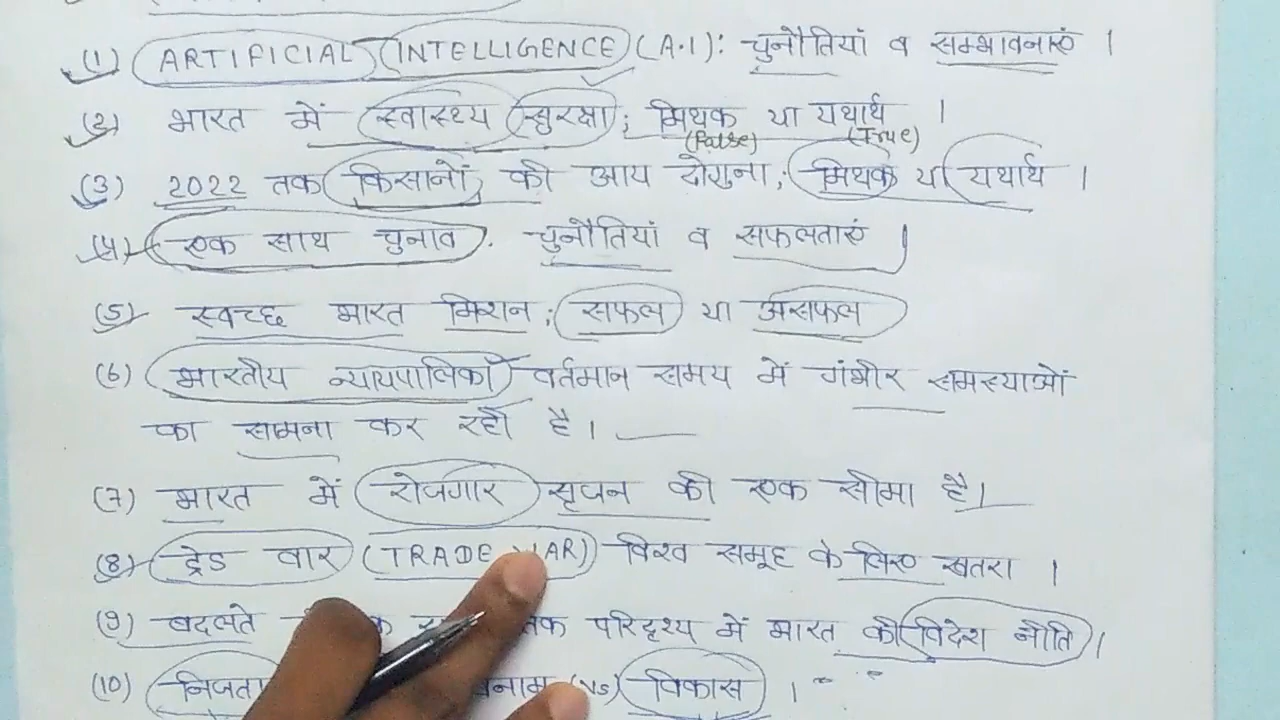 (1) ARTIFICIAL INTELLIGENCE (A.I): चुनौतियां व सम्भावनाएं ।
(2) भारत में स्वास्थ्य सुरक्षा; मिथक या यथार्थ ।
(False) (True)
(3) 2022 तक किसानों की आय दोगुना; मिथक या यथार्थ ।
(4) एक साथ चुनाव. चुनौतियां व सफलताएं ।
(5) स्वच्छ भारत मिशन; सफल या असफल
(6) भारतीय न्यायपालिका वर्तमान समय में गंभीर समस्याओं
का सामना कर रही है।
(7) भारत में रोजगार सृजन की एक सीमा है।
(8) ट्रेड वार (TRADE WAR) विश्व समूह के लिए खतरा ।
(9) बदलते परिदृश्य में भारत की विदेश नीति।
(10) निजता बनाम (Vs) विकास ।